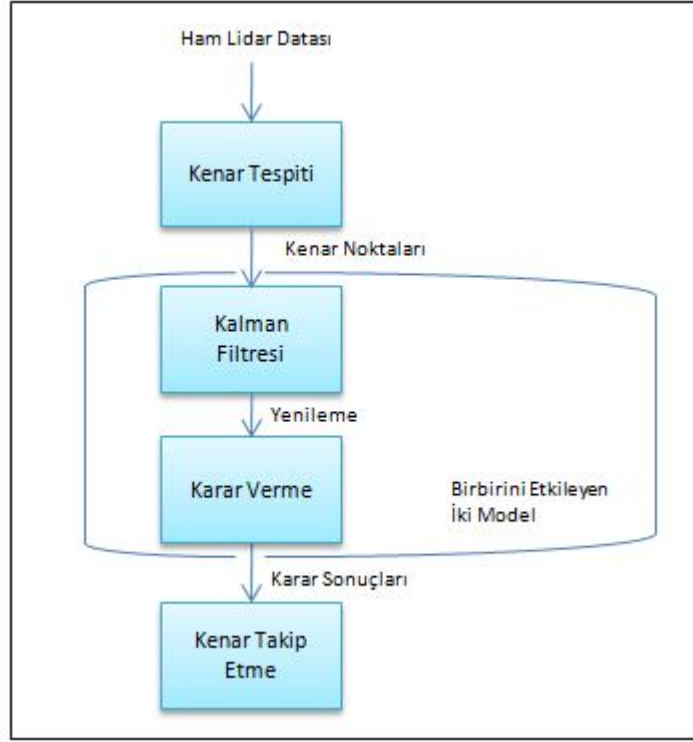 Ham Lidar Datası
Kenar Tespiti
Kenar Noktaları
Kalman
Filtresi
Yenileme
Karar Verme
Birbirini Etkileyen
İki Model
Karar Sonuçları
Kenar Takip
Etme